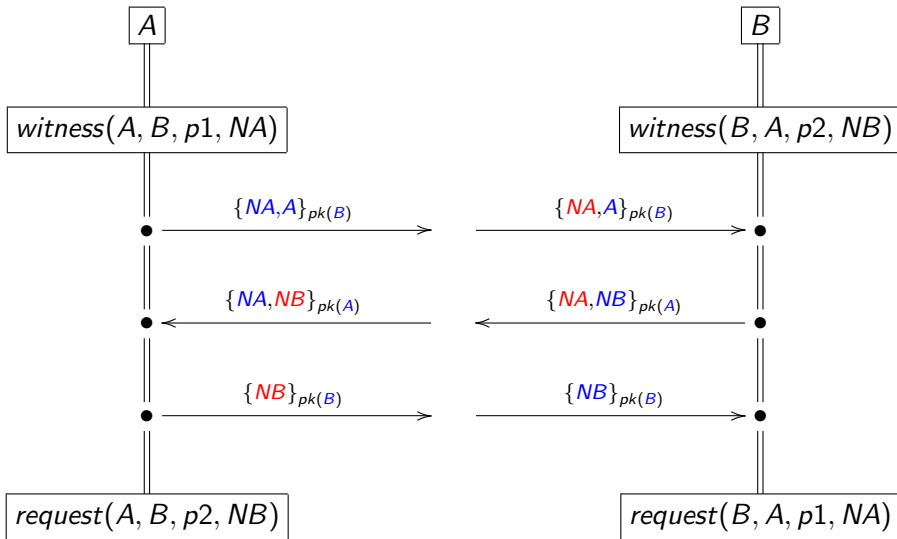 A B
witness(A, B, p1, NA) witness(B, A, p2, NB)
{NA,A}pk(B) {NA,A}pk(B)
{NA,NB}pk(A) {NA,NB}pk(A)
{NB}pk(B) {NB}pk(B)
request(A, B, p2, NB) request(B, A, p1, NA)